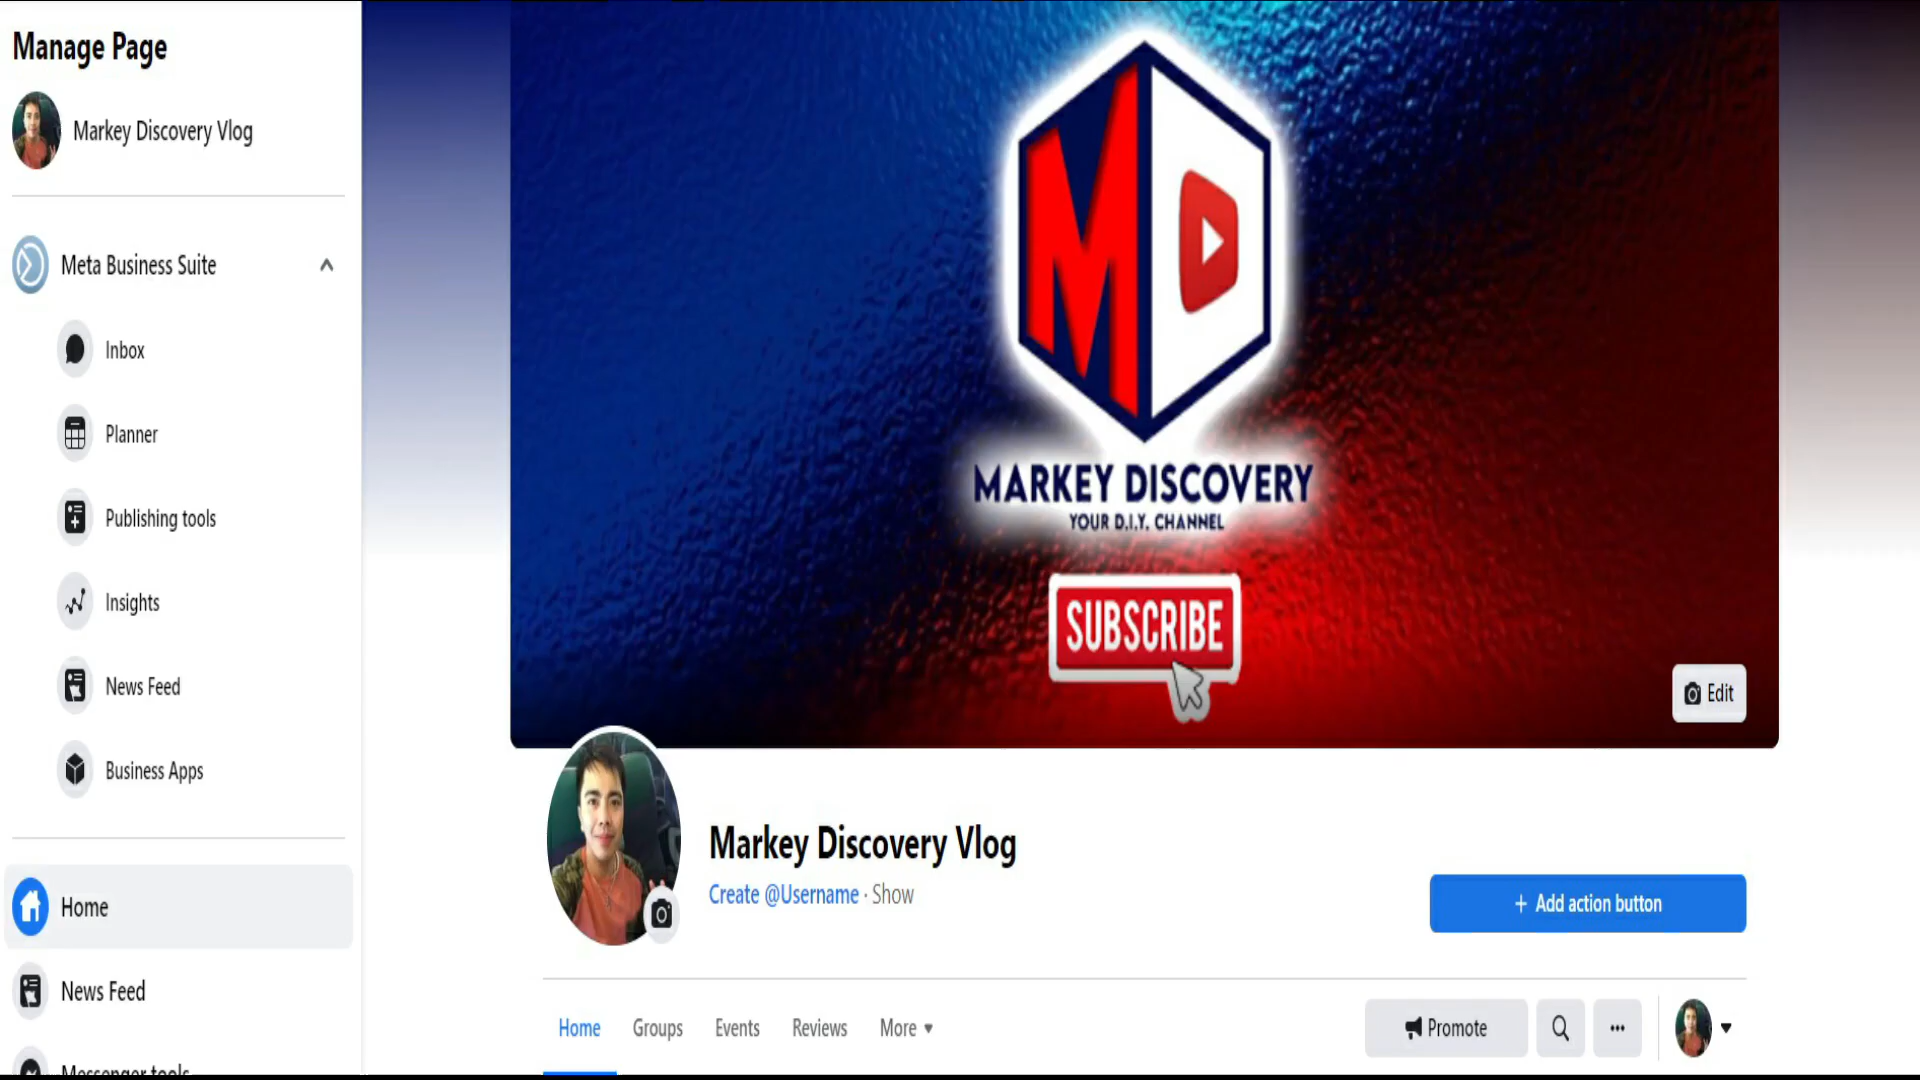 Manage Page
Markey Discovery Vlog
Meta Business Suite
Inbox
Planner
Publishing tools
Insights
News Feed
Business Apps
Home
News Feed
Messenger tools
MD
MARKEY DISCOVERY
YOUR D.I.Y. CHANNEL
SUBSCRIBE
Edit
Markey Discovery Vlog
Create @Username · Show
+ Add action button
Home Groups Events Reviews More
Promote